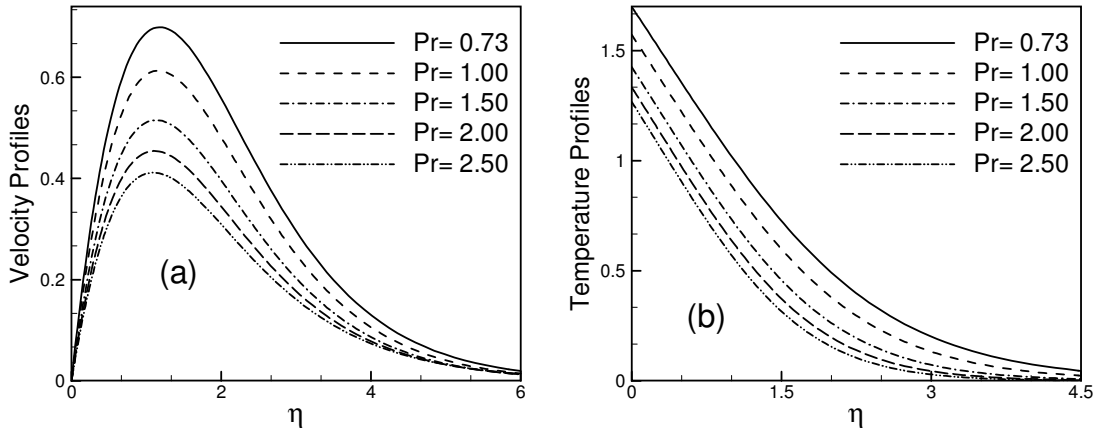 Velocity Profiles
0.6
0.4
0.2
0
Pr= 0.73
Pr= 1.00
Pr= 1.50
Pr= 2.00
Pr= 2.50
(a)
0 2 4 6
η
Temperature Profiles
1.5
1
0.5
0
Pr= 0.73
Pr= 1.00
Pr= 1.50
Pr= 2.00
Pr= 2.50
(b)
0 1.5 3 4.5
η